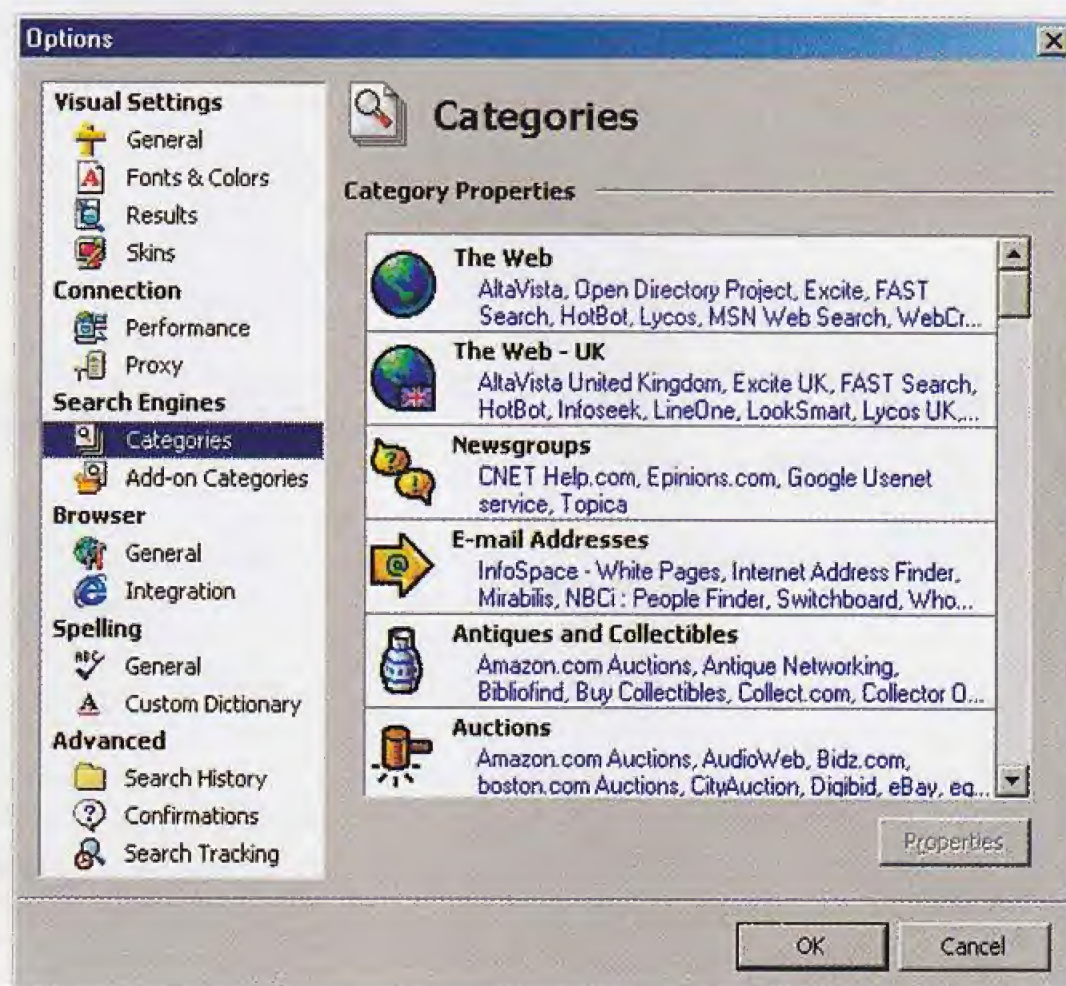 Options
Visual Settings
General
Fonts & Colors
Results
Skins
Connection
Performance
Proxy
Search Engines
Categories
Add-on Categories
Browser
General
Integration
Spelling
General
Custom Dictionary
Advanced
Search History
Confirmations
Search Tracking
Categories
Category Properties
The Web
AltaVista, Open Directory Project, Excite, FAST
Search, HotBot, Lycos, MSN Web Search, WebCr...
The Web - UK
AltaVista United Kingdom, Excite UK, FAST Search,
HotBot, Infoseek, LineOne, LookSmart, Lycos UK,...
Newsgroups
CNET Help.com, Epinions.com, Google Usenet
service, Topica
E-mail Addresses
InfoSpace - White Pages, Internet Address Finder,
Mirabilis, NBCi : People Finder, Switchboard, Who...
Antiques and Collectibles
Amazon.com Auctions, Antique Networking,
Bibliofind, Buy Collectibles, Collect.com, Collector O...
Auctions
Amazon.com Auctions, AudioWeb, Bidz.com,
boston.com Auctions, CityAuction, Digibid, eBay, eq...
Properties
OK
Cancel